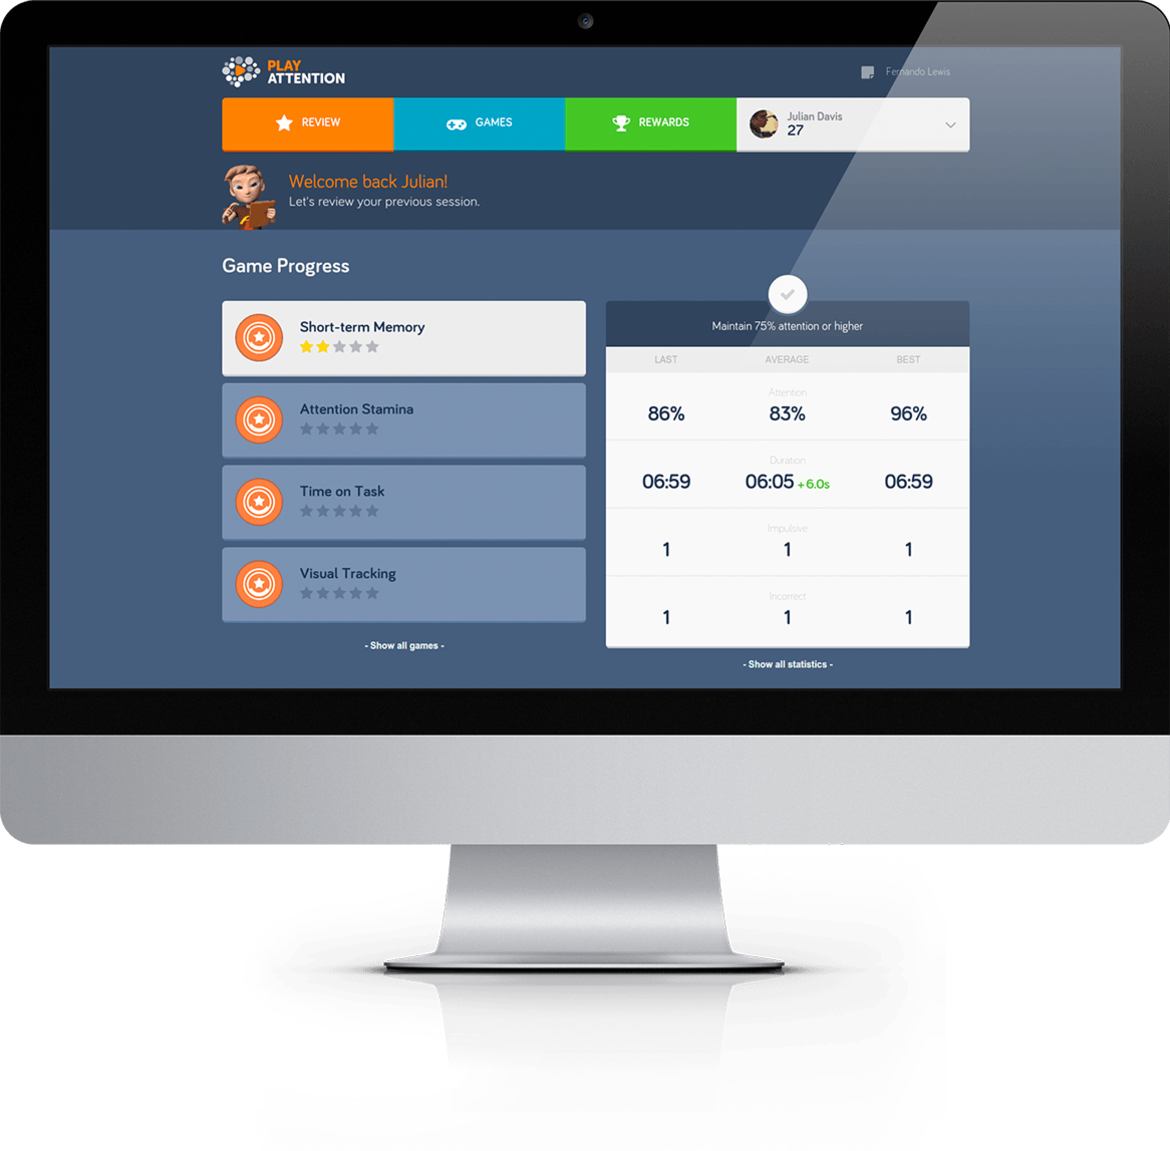 PLAY
ATTENTION
Fernando Lewis
REVIEW
GAMES
REWARDS
Julian Davis
27
Welcome back Julian!
Let's review your previous session.
Game Progress
Short-term Memory
Attention Stamina
Time on Task
Visual Tracking
- Show all games -
Maintain 75% attention or higher
LAST AVERAGE BEST
Attention
86% 83% 96%
Duration
06:59 06:05 +6.0s 06:59
Impulsive
1 1 1
Incorrect
1 1 1
- Show all statistics -